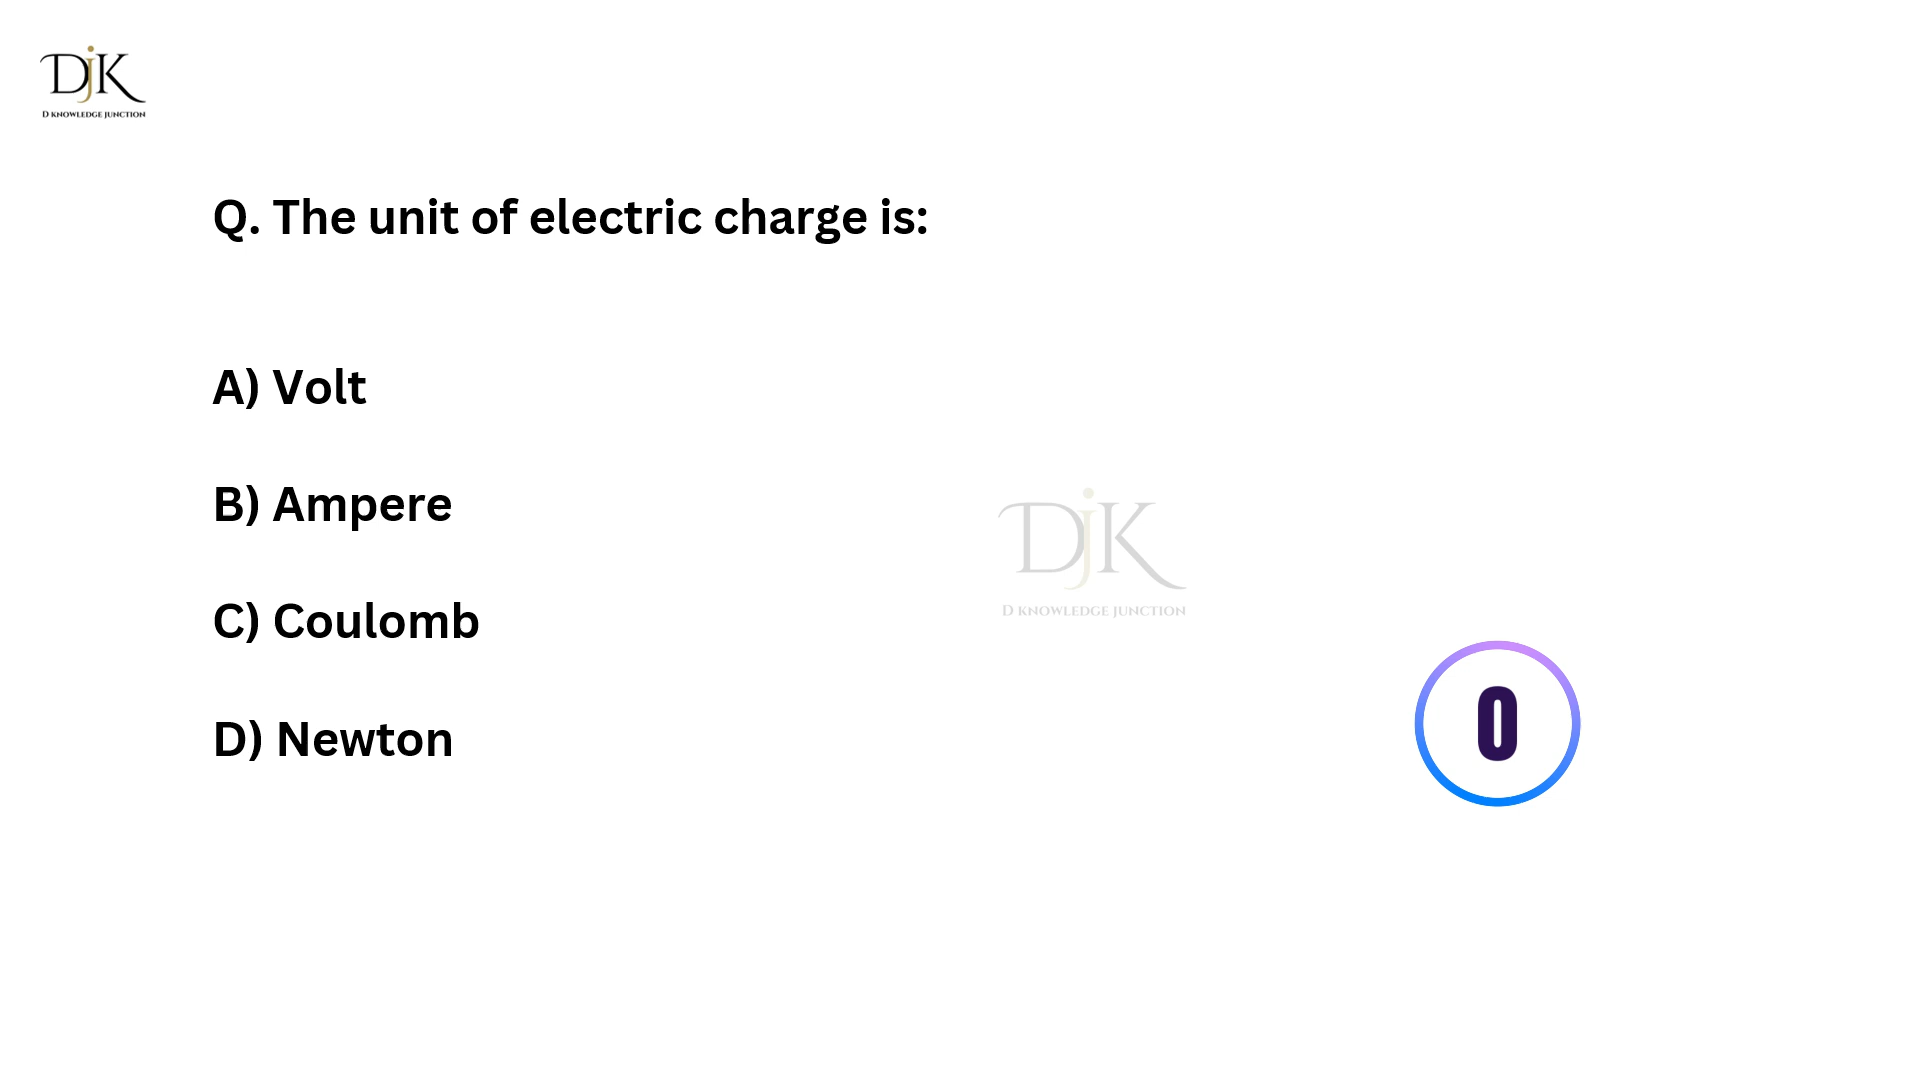 DjK
D KNOWLEDGE JUNCTION
Q. The unit of electric charge is:
A) Volt
B) Ampere
C) Coulomb
D) Newton
DjK
D KNOWLEDGE JUNCTION
0